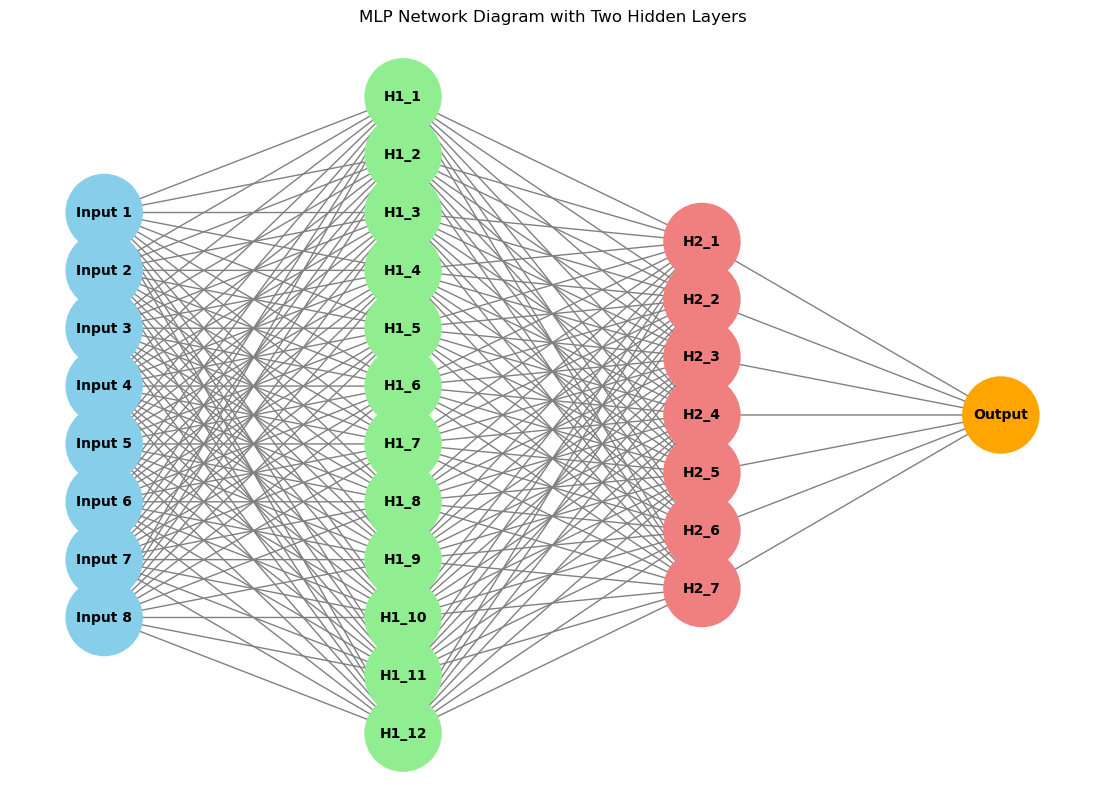 MLP Network Diagram with Two Hidden Layers
Input 1
Input 2
Input 3
Input 4
Input 5
Input 6
Input 7
Input 8
H1_1
H1_2
H1_3
H1_4
H1_5
H1_6
H1_7
H1_8
H1_9
H1_10
H1_11
H1_12
H2_1
H2_2
H2_3
H2_4
H2_5
H2_6
H2_7
Output